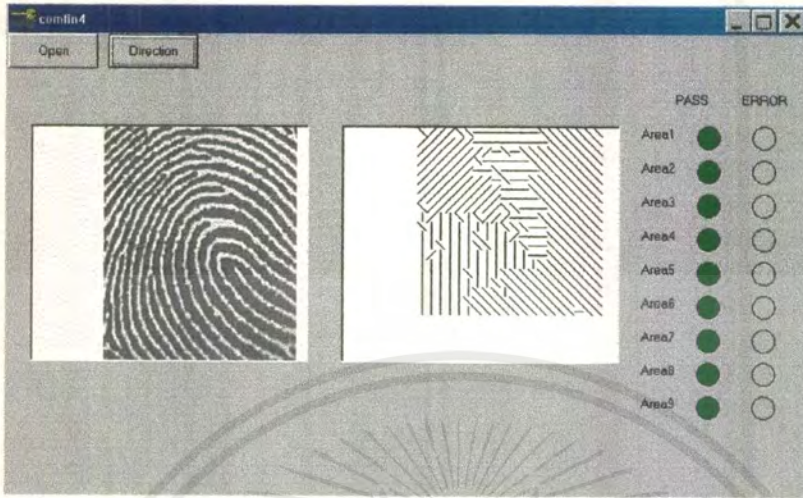 comfin4
Open Direction
PASS ERROR
Area1
Area2
Area3
Area4
Area5
Area6
Area7
Area8
Area9